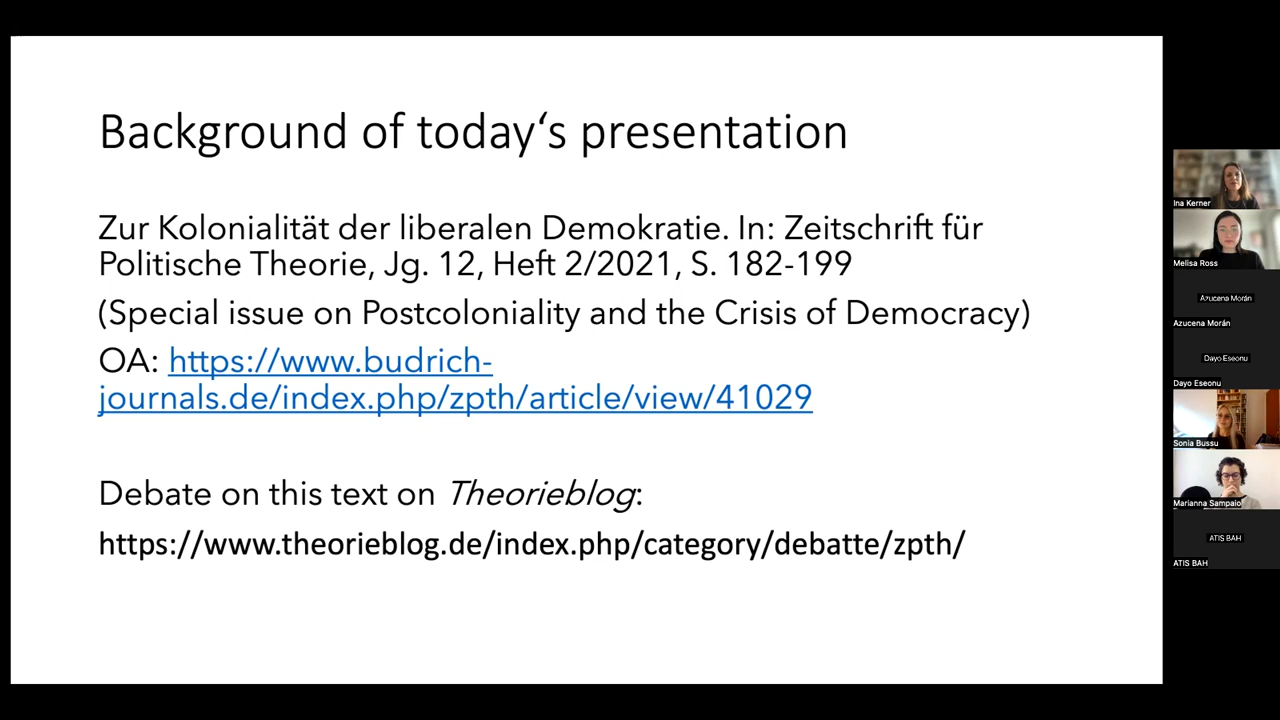 Background of today‘s presentation
Zur Kolonialität der liberalen Demokratie. In: Zeitschrift für
Politische Theorie, Jg. 12, Heft 2/2021, S. 182-199
(Special issue on Postcoloniality and the Crisis of Democracy)
OA: https://www.budrich-
journals.de/index.php/zpth/article/view/41029
Debate on this text on Theorieblog:
https://www.theorieblog.de/index.php/category/debatte/zpth/
Ina Kerner
Melisa Ross
Azucena Morán
Azucena Morán
Dayo Eseonu
Dayo Eseonu
Sonia Bussu
Marianna Sampaio
ATIS BAH
ATIS BAH